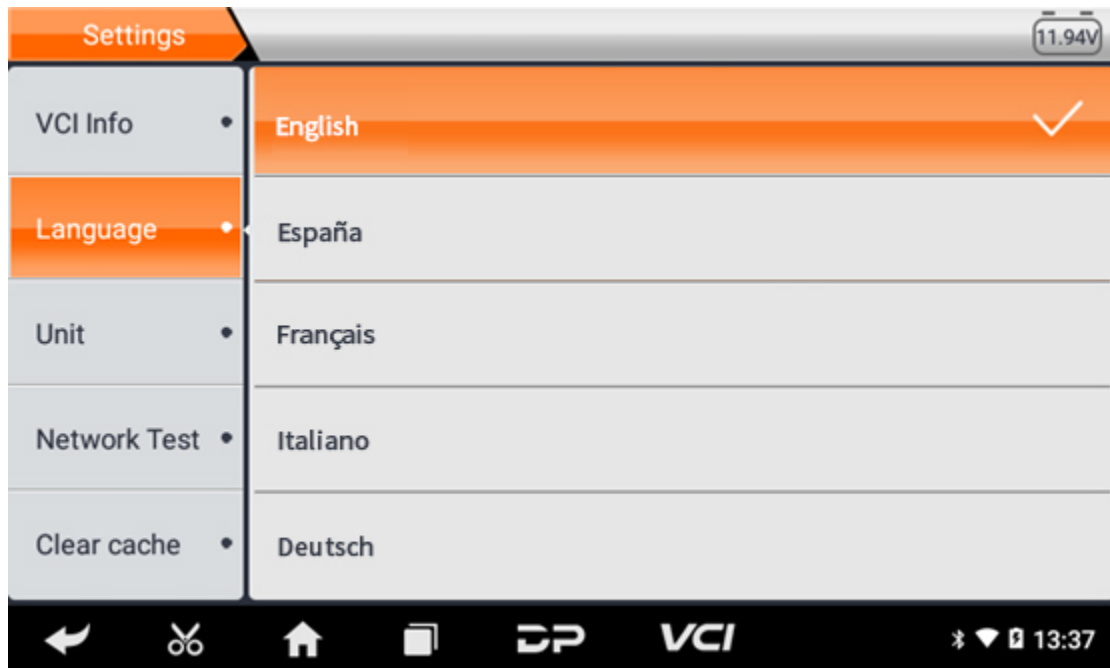 Settings
11.94V
VCI Info
English
Language
España
Unit
Français
Network Test
Italiano
Clear cache
Deutsch
DP VCI 13:37